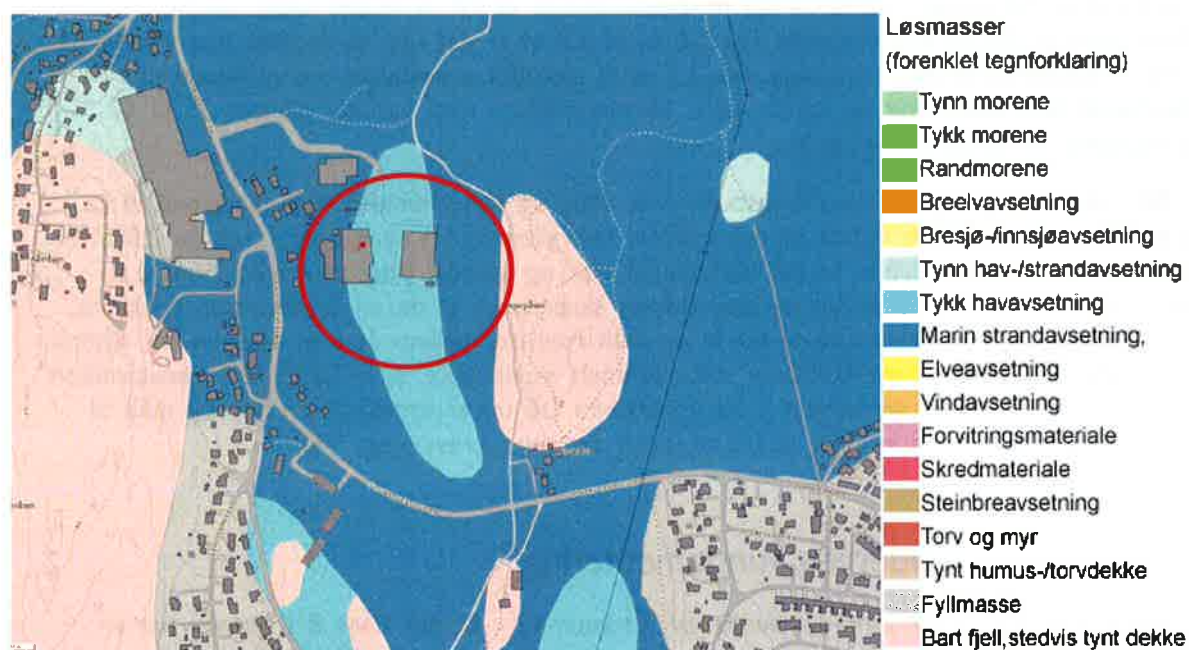 Løsmasser
(forenklet tegnforklaring)
Tynn morene
Tykk morene
Randmorene
Breelvavsetning
Bresjø-/innsjøavsetning
Tynn hav-/strandavsetning
Tykk havavsetning
Marin strandavsetning,
Elveavsetning
Vindavsetning
Forvitringsmateriale
Skredmateriale
Steinbreavsetning
Torv og myr
Tynt humus-/torvdekke
Fyllmasse
Bart fjell,stedvis tynt dekke